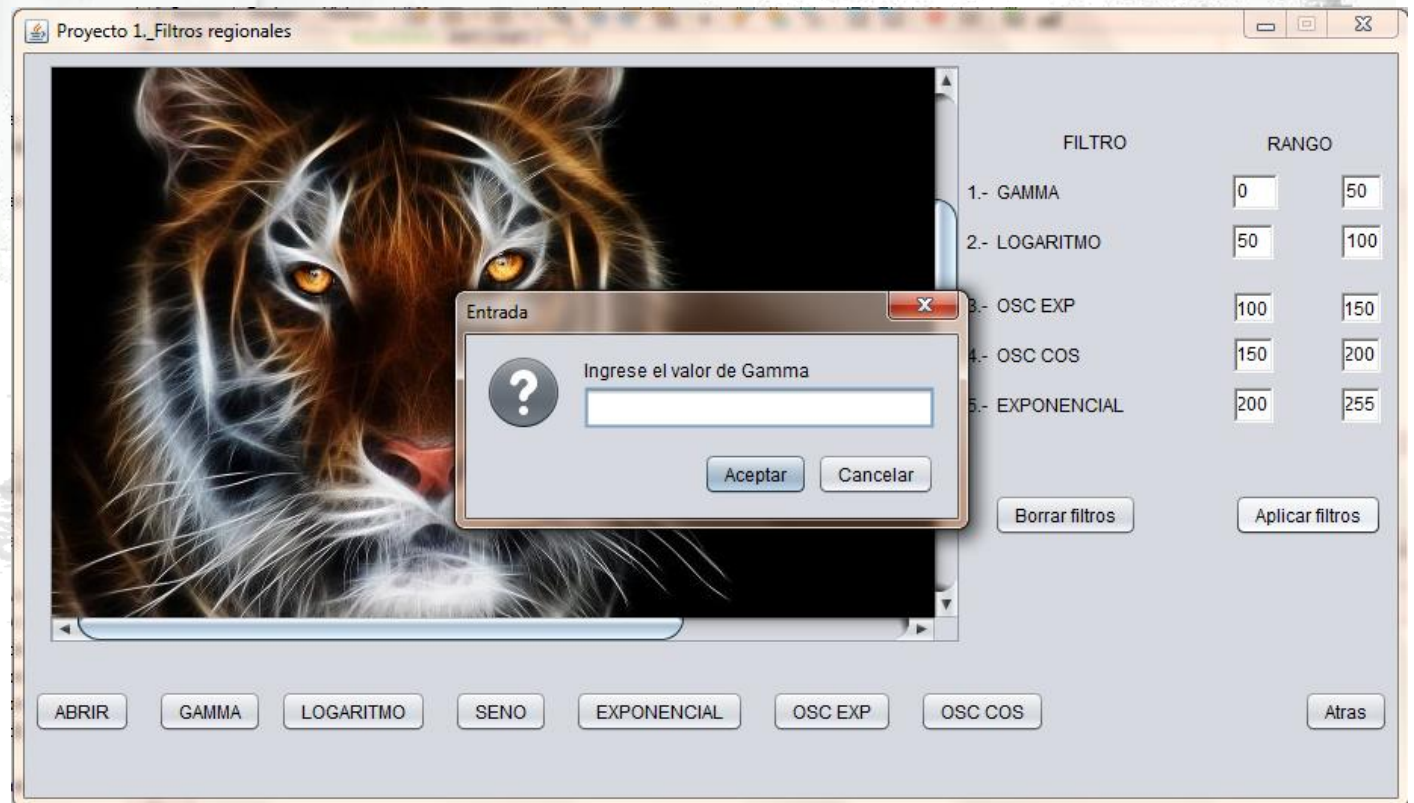 Proyecto 1._Filtros regionales
FILTRO RANGO
1.- GAMMA 0 50
2.- LOGARITMO 50 100
Entrada
3.- OSC EXP 100 150
Ingrese el valor de Gamma
4.- OSC COS 150 200
5.- EXPONENCIAL 200 255
Aceptar Cancelar
Borrar filtros Aplicar filtros
ABRIR GAMMA LOGARITMO SENO EXPONENCIAL OSC EXP OSC COS Atras